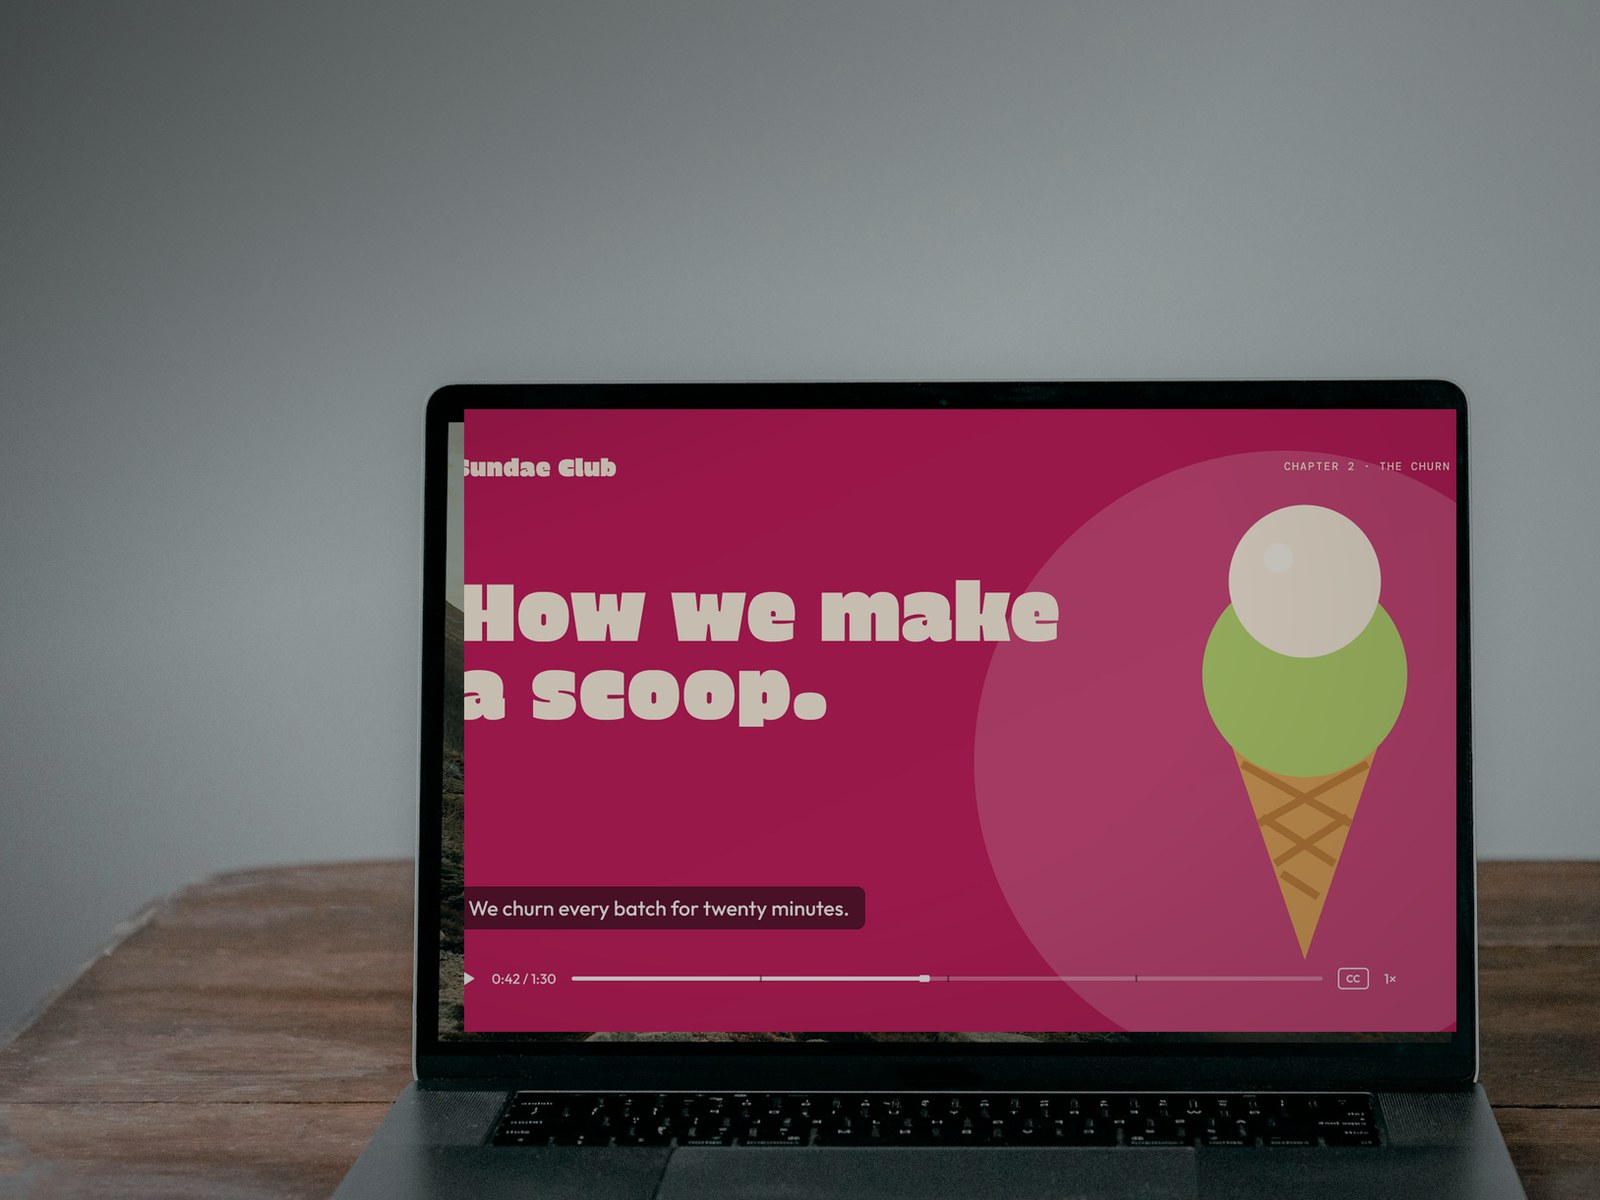 Sundae Club
CHAPTER 2 · THE CHURN
How we make
a scoop.
We churn every batch for twenty minutes.
0:42 / 1:30
CC
1×